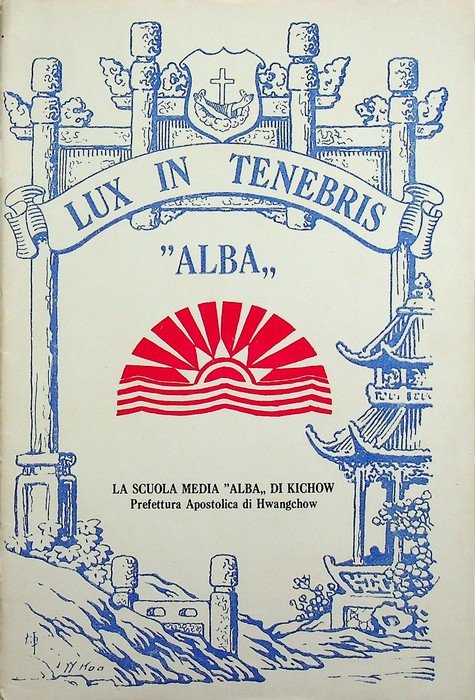 LUX IN TENEBRIS
"ALBA„
LA SCUOLA MEDIA "ALBA„ DI KICHOW
Prefettura Apostolica di Hwangchow